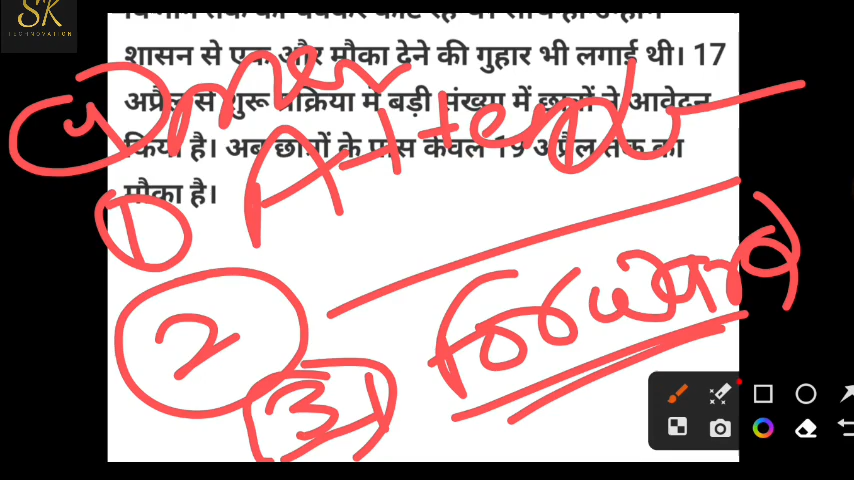 SK
TECHNOVATION
शासन से एक और मौका देने की गुहार भी लगाई थी। 17
अप्रैल से शुरू प्रक्रिया में बड़ी संख्या में छात्रों ने आवेदन
किया है। अब छात्रों के पास केवल 19 अप्रैल तक का
मौका है।
Attend
1
2
3
forward